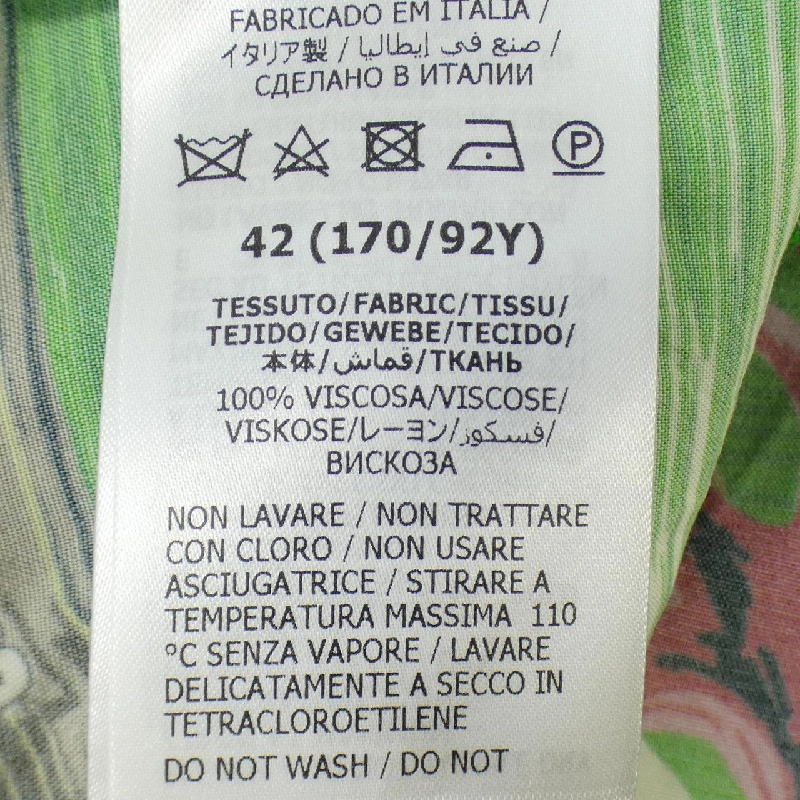 FABRICADO EM ITALIA /
イタリア製 / صنع في إيطاليا /
СДЕЛАНО В ИТАЛИИ
P
42 (170/92Y)
TESSUTO/FABRIC/TISSU/
TEJIDO/GEWEBE/TECIDO/
本体/قماش/ТКАНЬ
100% VISCOSA/VISCOSE/
VISKOSE/レーヨン/فسكوز/
ВИСКОЗА
NON LAVARE / NON TRATTARE
CON CLORO / NON USARE
ASCIUGATRICE / STIRARE A
TEMPERATURA MASSIMA 110
°C SENZA VAPORE / LAVARE
DELICATAMENTE A SECCO IN
TETRACLOROETILENE
DO NOT WASH / DO NOT